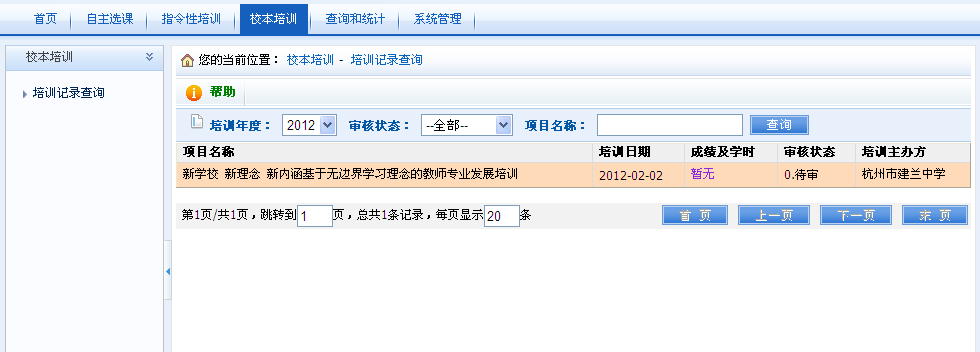 首页 自主选课 指令性培训 校本培训 查询和统计 系统管理
校本培训
培训记录查询
您的当前位置： 校本培训 - 培训记录查询
帮助
培训年度： 2012 审核状态： --全部-- 项目名称： 查询
项目名称 培训日期 成绩及学时 审核状态 培训主办方
新学校 新理念 新内涵基于无边界学习理念的教师专业发展培训 2012-02-02 暂无 0.待审 杭州市建兰中学
第1页/共1页，跳转到 1 页，总共1条记录，每页显示 20 条 首 页 上一页 下一页 末 页